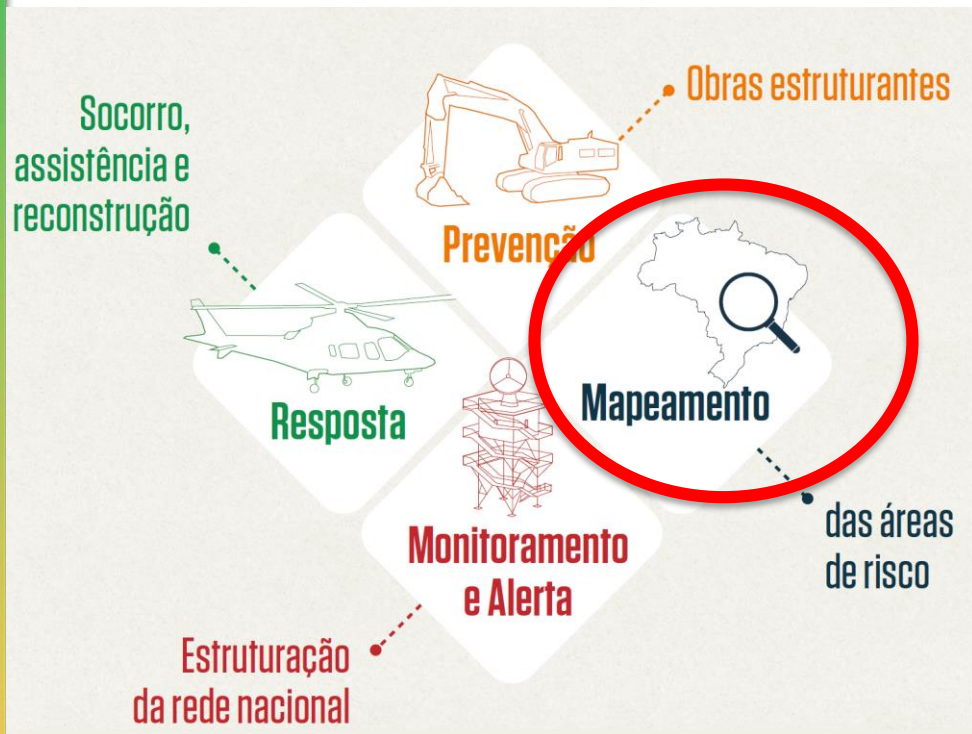 Obras estruturantes
Socorro,
assistência e
reconstrução
Prevenção
Mapeamento
Resposta
das áreas
de risco
Monitoramento
e Alerta
Estruturação
da rede nacional